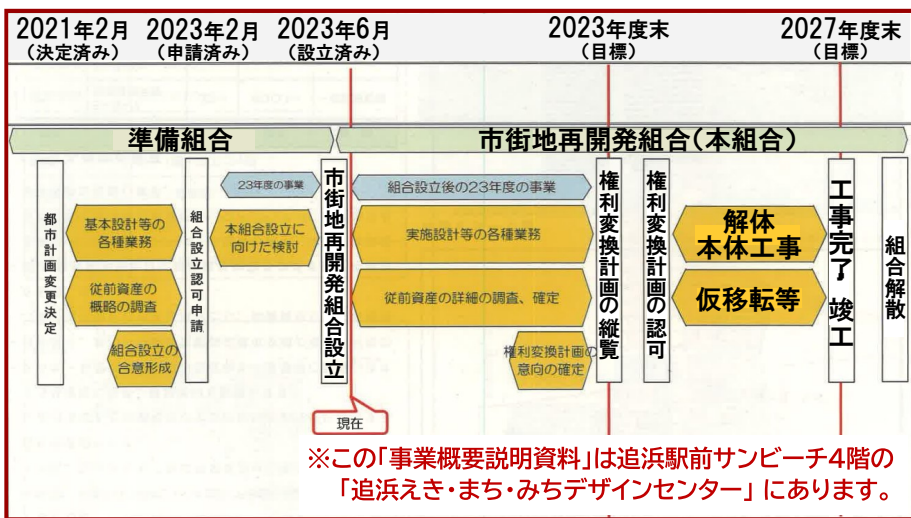 2021年2月
(決定済み)
2023年2月
(申請済み)
2023年6月
(設立済み)
2023年度末
(目標)
2027年度末
(目標)
準備組合
市街地再開発組合(本組合)
都市計画変更決定
基本設計等の
各種業務
従前資産の
概略の調査
組合設立の
合意形成
組合設立認可申請
23年度の事業
本組合設立に
向けた検討
市街地再開発組合設立
組合設立後の23年度の事業
実施設計等の各種業務
従前資産の詳細の調査、確定
権利変換計画の
意向の確定
権利変換計画の縦覧
権利変換計画の認可
解体
本体工事
仮移転等
工事完了 竣工
組合解散
現在
※この「事業概要説明資料」は追浜駅前サンビーチ4階の
「追浜えき・まち・みちデザインセンター」にあります。